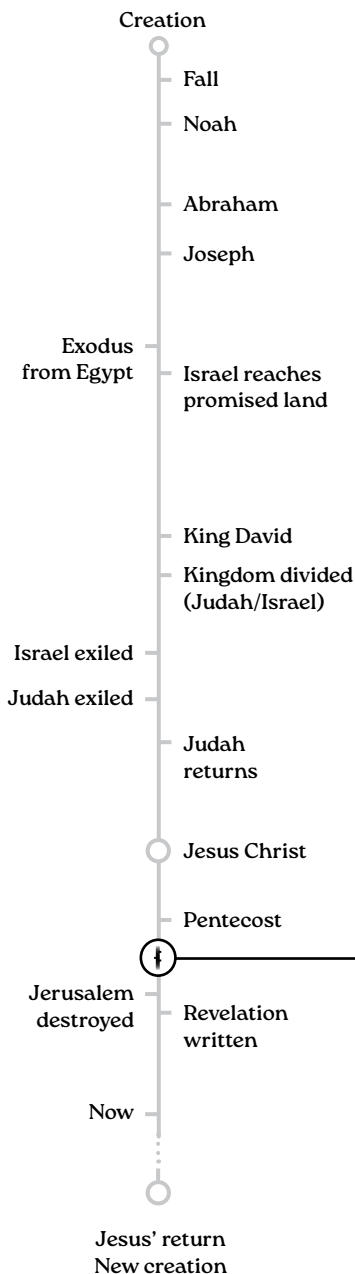 Creation
Fall
Noah
Abraham
Joseph
Exodus
from Egypt
Israel reaches
promised land
King David
Kingdom divided
(Judah/Israel)
Israel exiled
Judah exiled
Judah
returns
Jesus Christ
Pentecost
Jerusalem
destroyed
Revelation
written
Now
Jesus’ return
New creation